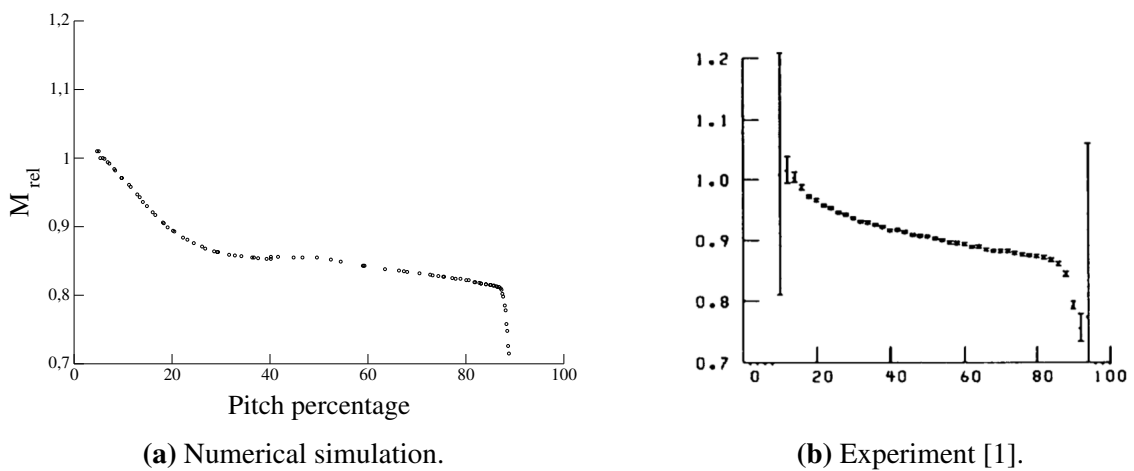 1,2
1,1
1
0,9
0,8
0,7
M_rel
0 20 40 60 80 100
Pitch percentage
(a) Numerical simulation.
1.2
1.1
1.0
0.9
0.8
0.7
0 20 40 60 80 100
(b) Experiment [1].